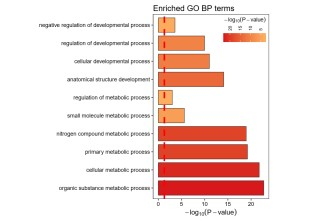 Enriched GO BP terms
−log₁₀(P−value)
negative regulation of developmental process
regulation of developmental process
cellular developmental process
anatomical structure development
regulation of metabolic process
small molecule metabolic process
nitrogen compound metabolic process
primary metabolic process
cellular metabolic process
organic substance metabolic process
0 5 10 15 20
−log₁₀(P−value)